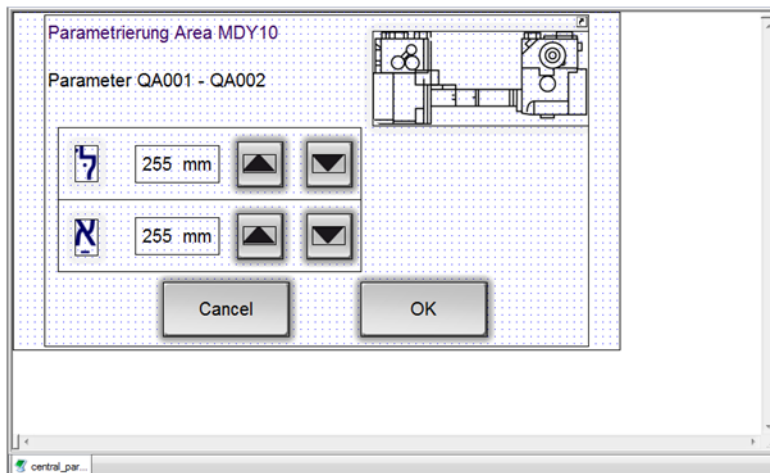 Parametrierung Area MDY10
Parameter QA001 - QA002
לּ 255 mm
אַ 255 mm
Cancel OK
central_par...